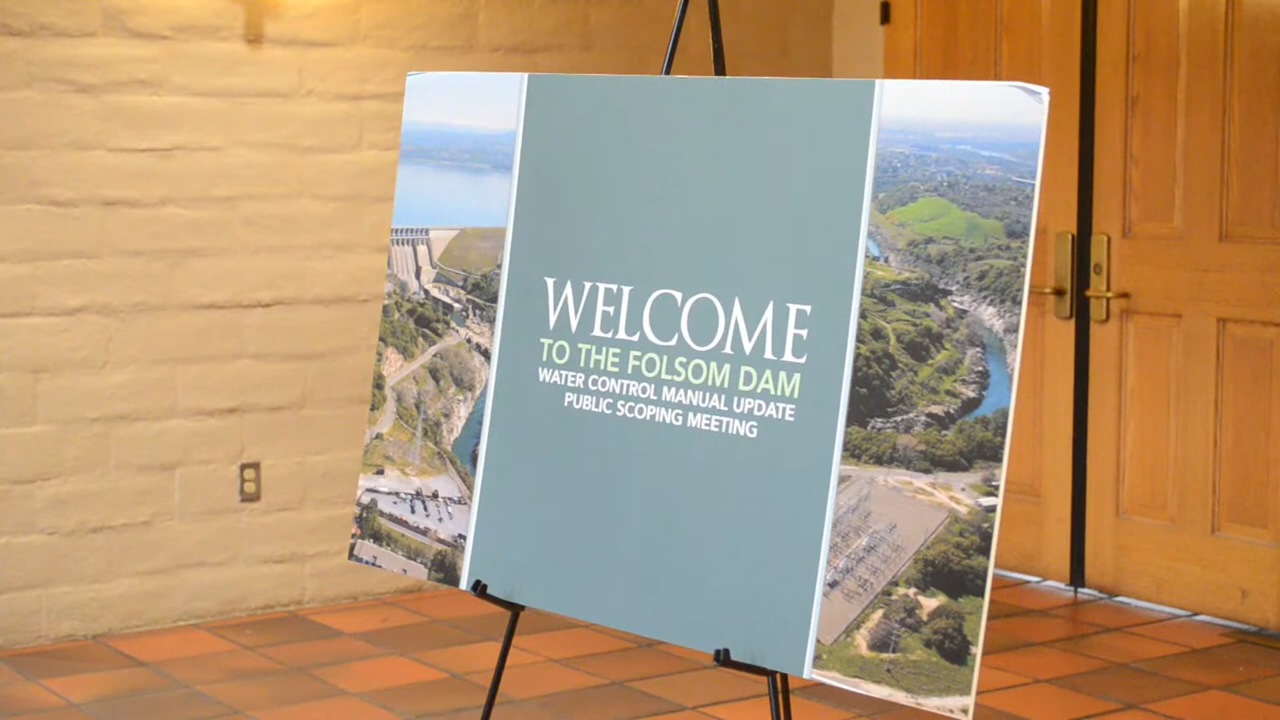 WELCOME
TO THE FOLSOM DAM
WATER CONTROL MANUAL UPDATE
PUBLIC SCOPING MEETING